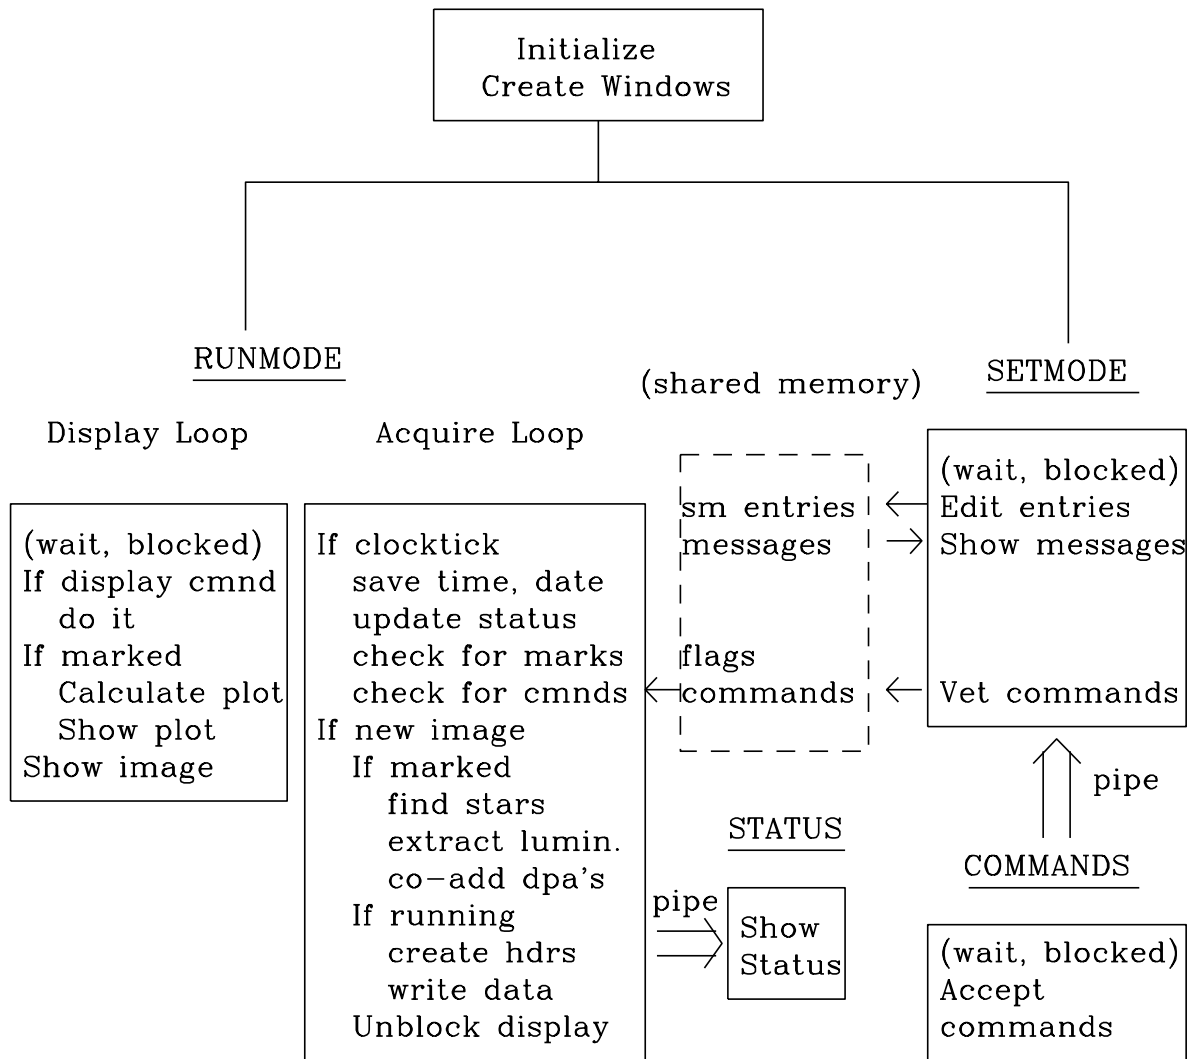 Initialize
Create Windows
RUNMODE
Display Loop
(wait, blocked)
If display cmnd
do it
If marked
Calculate plot
Show plot
Show image
Acquire Loop
If clocktick
save time, date
update status
check for marks
check for cmnds
If new image
If marked
find stars
extract lumin.
co-add dpa's
If running
create hdrs
write data
Unblock display
(shared memory)
sm entries
messages
flags
commands
SETMODE
(wait, blocked)
Edit entries
Show messages
Vet commands
pipe
STATUS
pipe
Show
Status
COMMANDS
(wait, blocked)
Accept
commands